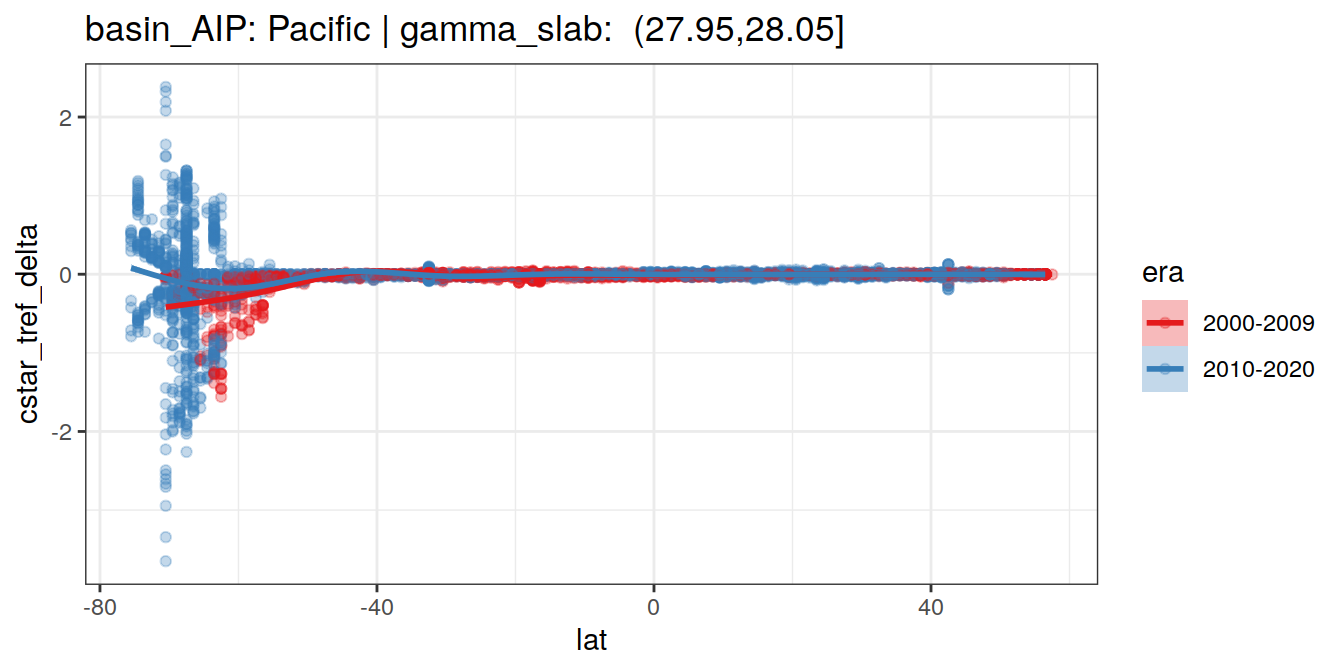 basin_AIP: Pacific | gamma_slab:  (27.95,28.05]
cstar_tref_delta
2
0
-2
-80
-40
0
40
lat
era
2000-2009
2010-2020